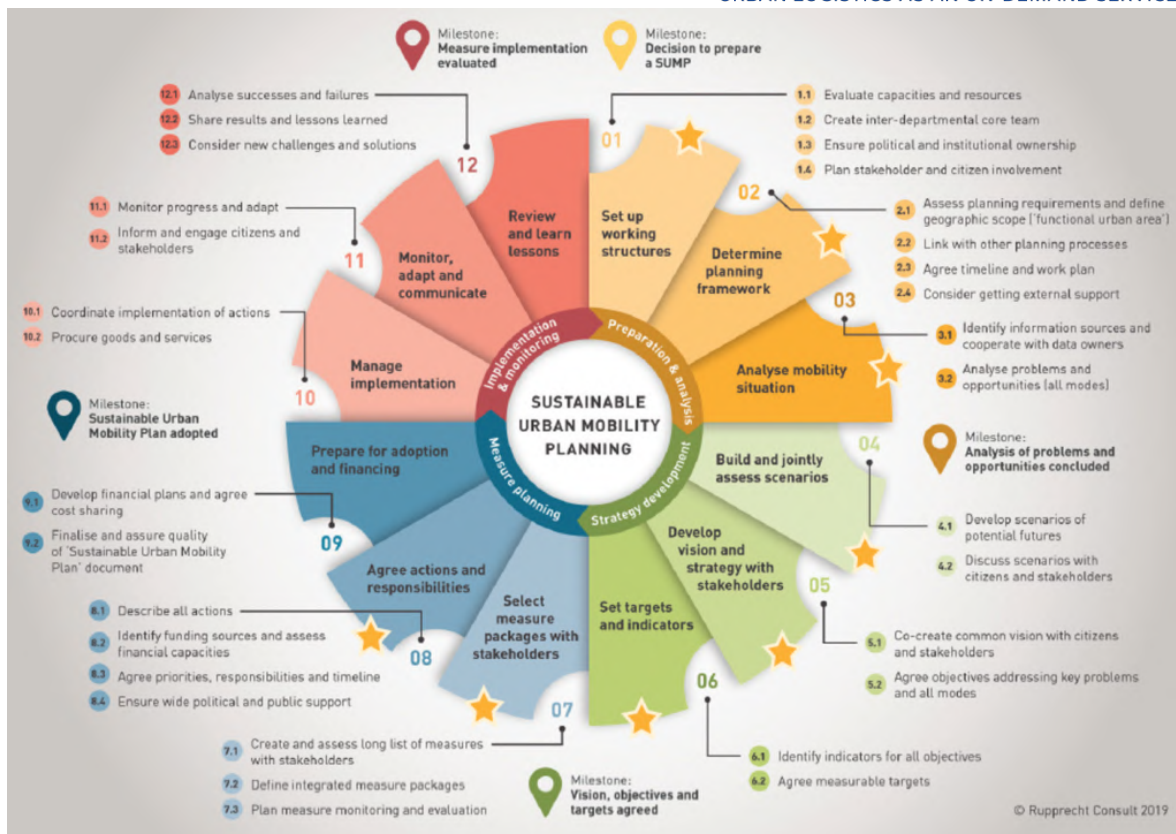 URBAN LOGISTICS AS AN ON-DEMAND SERVICE
Milestone:
Measure implementation
evaluated
Milestone:
Decision to prepare
a SUMP
12.1 Analyse successes and failures
12.2 Share results and lessons learned
12.3 Consider new challenges and solutions
1.1 Evaluate capacities and resources
1.2 Create inter-departmental core team
1.3 Ensure political and institutional ownership
1.4 Plan stakeholder and citizen involvement
11.1 Monitor progress and adapt
11.2 Inform and engage citizens and
stakeholders
2.1 Assess planning requirements and define
geographic scope ('functional urban area')
2.2 Link with other planning processes
2.3 Agree timeline and work plan
2.4 Consider getting external support
10.1 Coordinate implementation of actions
10.2 Procure goods and services
3.1 Identify information sources and
cooperate with data owners
3.2 Analyse problems and
opportunities (all modes)
Milestone:
Sustainable Urban
Mobility Plan adopted
Milestone:
Analysis of problems and
opportunities concluded
01
Set up
working
structures
02
Determine
planning
framework
03
Analyse mobility
situation
04
Build and jointly
assess scenarios
05
Develop
vision and
strategy with
stakeholders
06
Set targets
and indicators
07
Select
measure
packages with
stakeholders
08
Agree actions and
responsibilities
09
Prepare for adoption
and financing
10
Manage
implementation
11
Monitor,
adapt and
communicate
12
Review
and learn
lessons
Preparation & analysis
Strategy development
Measure planning
Implementation
& monitoring
SUSTAINABLE
URBAN MOBILITY
PLANNING
9.1 Develop financial plans and agree
cost sharing
9.2 Finalise and assure quality
of 'Sustainable Urban Mobility
Plan' document
4.1 Develop scenarios of
potential futures
4.2 Discuss scenarios with
citizens and stakeholders
8.1 Describe all actions
8.2 Identify funding sources and assess
financial capacities
8.3 Agree priorities, responsibilities and timeline
8.4 Ensure wide political and public support
5.1 Co-create common vision with citizens
and stakeholders
5.2 Agree objectives addressing key problems
and all modes
7.1 Create and assess long list of measures
with stakeholders
7.2 Define integrated measure packages
7.3 Plan measure monitoring and evaluation
Milestone:
Vision, objectives and
targets agreed
6.1 Identify indicators for all objectives
6.2 Agree measurable targets
© Rupprecht Consult 2019